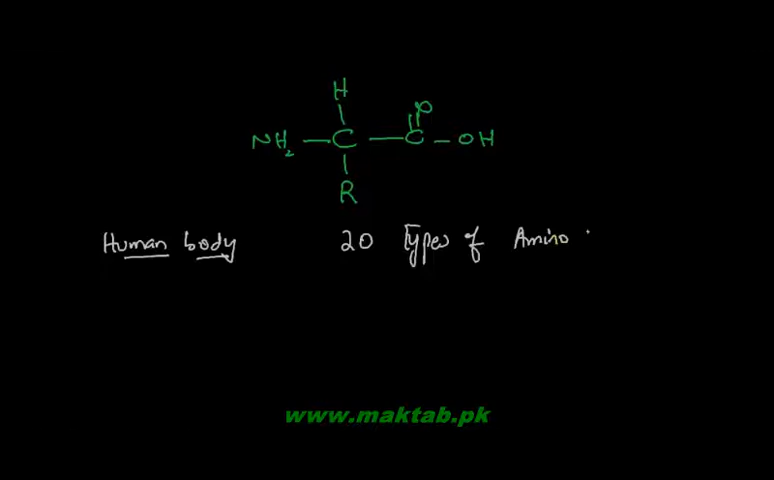 H
O
NH2 - C - C - OH
R
Human body 20 Types of Amino
www.maktab.pk